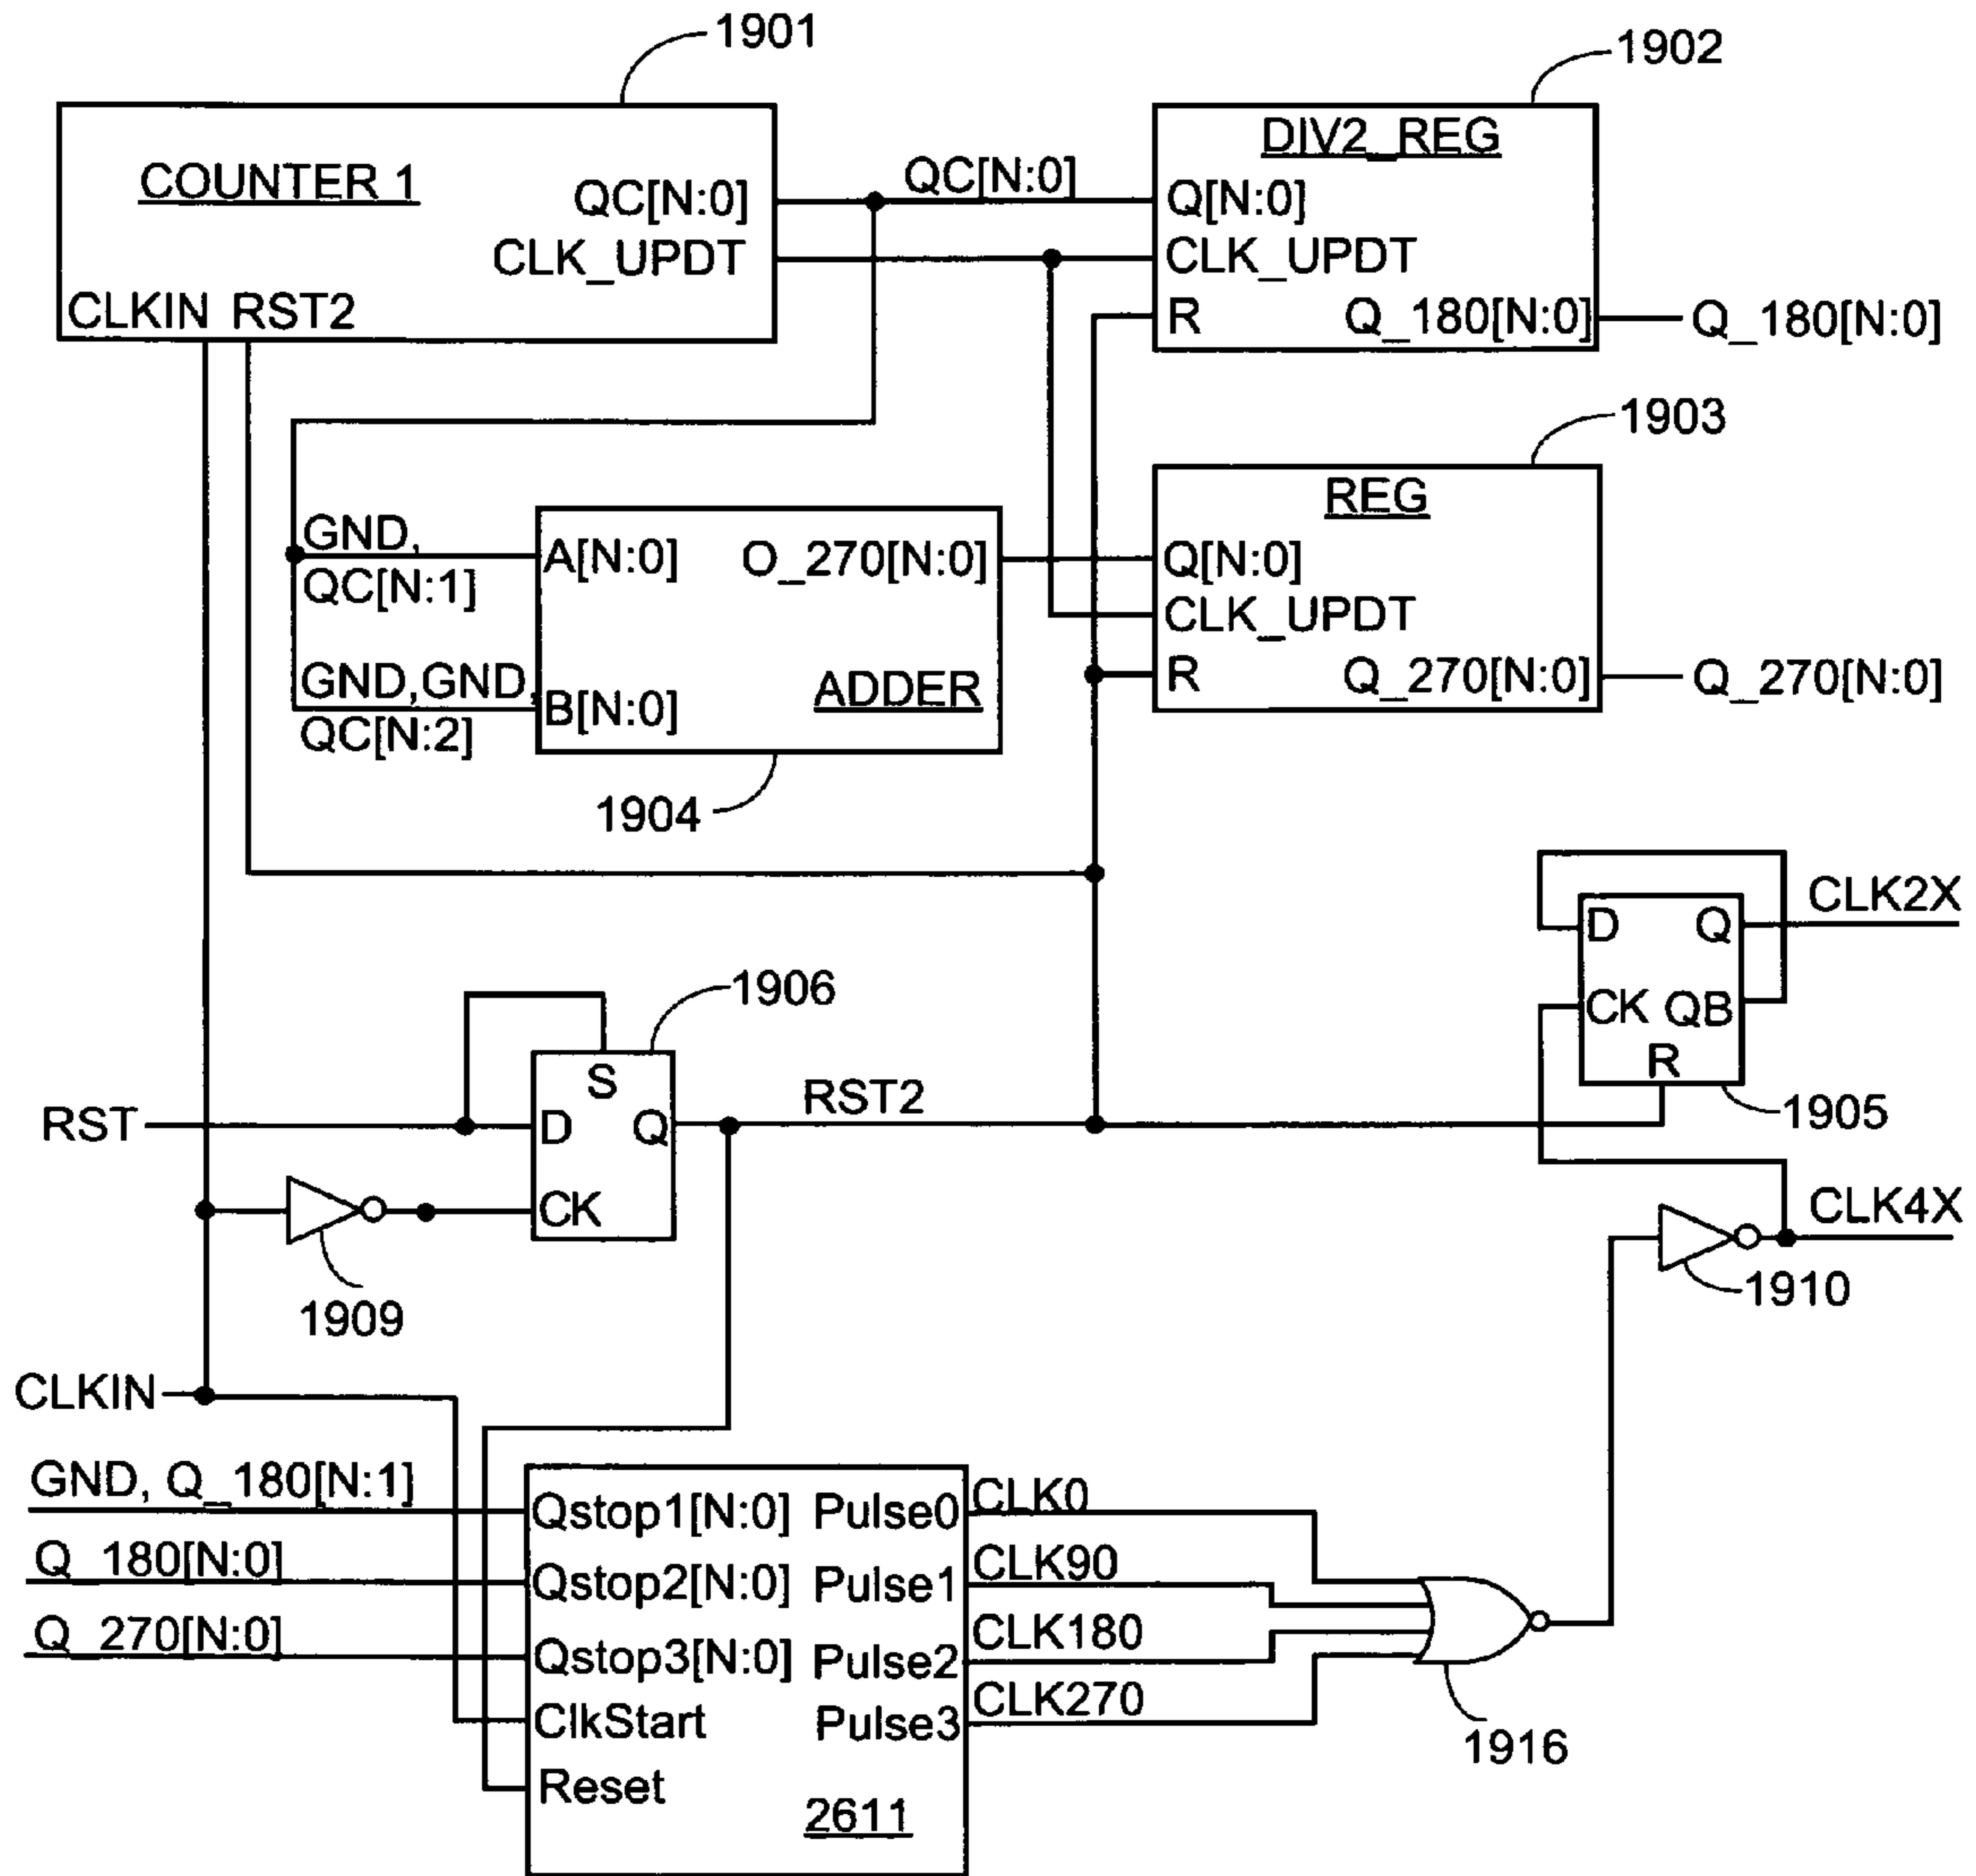 1901
1902
COUNTER 1
QC[N:0]
CLK_UPDT
CLKIN RST2
QC[N:0]
DIV2_REG
Q[N:0]
CLK_UPDT
R
Q_180[N:0]
Q_180[N:0]
1903
REG
Q[N:0]
CLK_UPDT
R
Q_270[N:0]
Q_270[N:0]
GND,
QC[N:1]
GND,GND,
QC[N:2]
A[N:0]
O_270[N:0]
B[N:0]
ADDER
1904
D
Q
CK
QB
R
CLK2X
1905
1906
S
D
Q
CK
RST
RST2
1909
CLK4X
1910
CLKIN
GND, Q_180[N:1]
Q_180[N:0]
Q_270[N:0]
Qstop1[N:0]
Qstop2[N:0]
Qstop3[N:0]
ClkStart
Reset
Pulse0
Pulse1
Pulse2
Pulse3
2611
CLK0
CLK90
CLK180
CLK270
1916